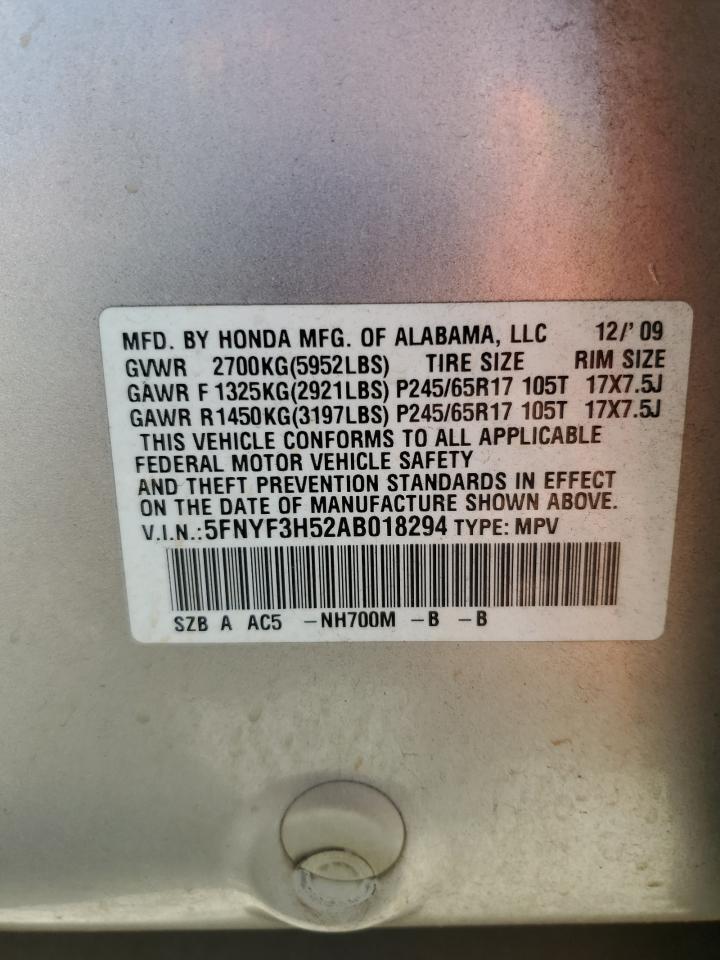 MFD. BY HONDA MFG. OF ALABAMA, LLC 12/'09
GVWR 2700KG(5952LBS) TIRE SIZE RIM SIZE
GAWR F 1325KG(2921LBS) P245/65R17 105T 17X7.5J
GAWR R 1450KG(3197LBS) P245/65R17 105T 17X7.5J
THIS VEHICLE CONFORMS TO ALL APPLICABLE
FEDERAL MOTOR VEHICLE SAFETY
AND THEFT PREVENTION STANDARDS IN EFFECT
ON THE DATE OF MANUFACTURE SHOWN ABOVE.
V.I.N.:5FNYF3H52AB018294 TYPE: MPV
SZB A AC5 -NH700M -B -B